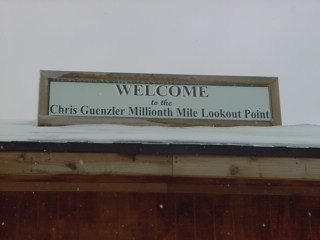 WELCOME
to the
Chris Guenzler Millionth Mile Lookout Point